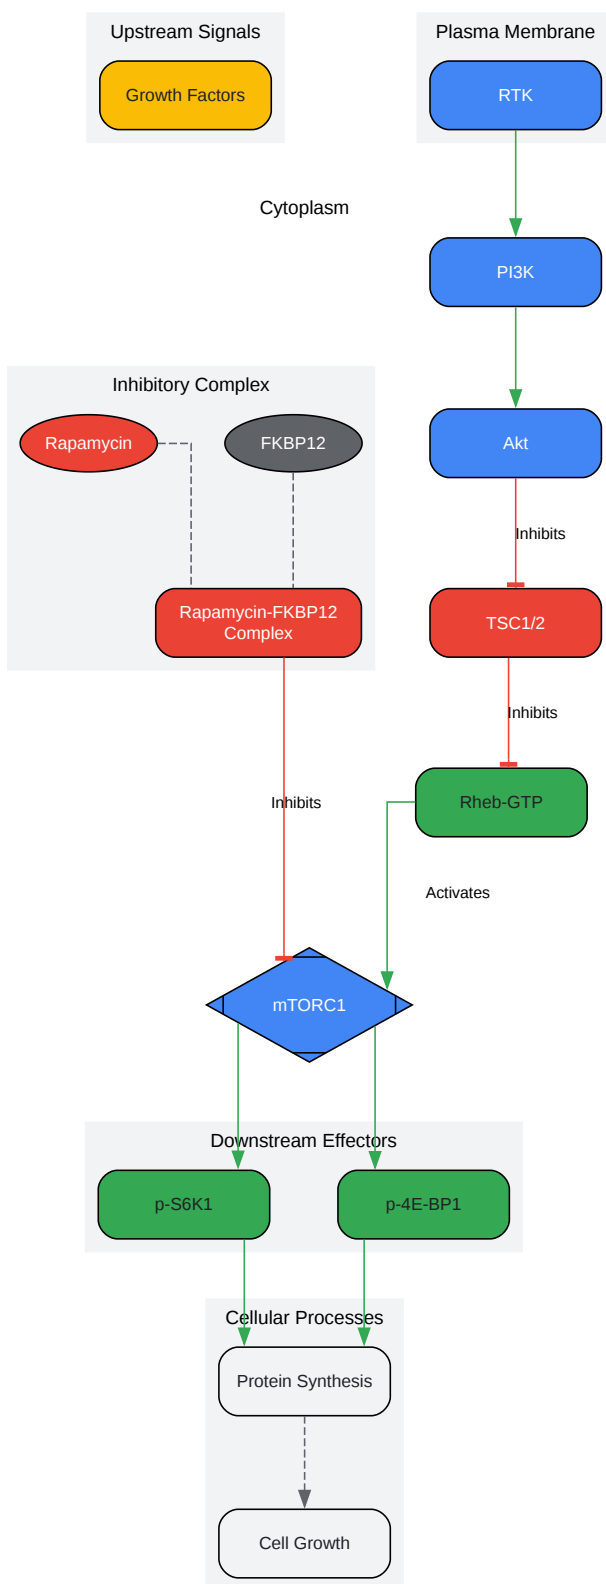 Upstream Signals
Plasma Membrane
Growth Factors
RTK
Cytoplasm
PI3K
Inhibitory Complex
Rapamycin
FKBP12
Akt
Inhibits
Rapamycin-FKBP12
Complex
TSC1/2
Inhibits
Inhibits
Rheb-GTP
Activates
mTORC1
Downstream Effectors
p-S6K1
p-4E-BP1
Cellular Processes
Protein Synthesis
Cell Growth